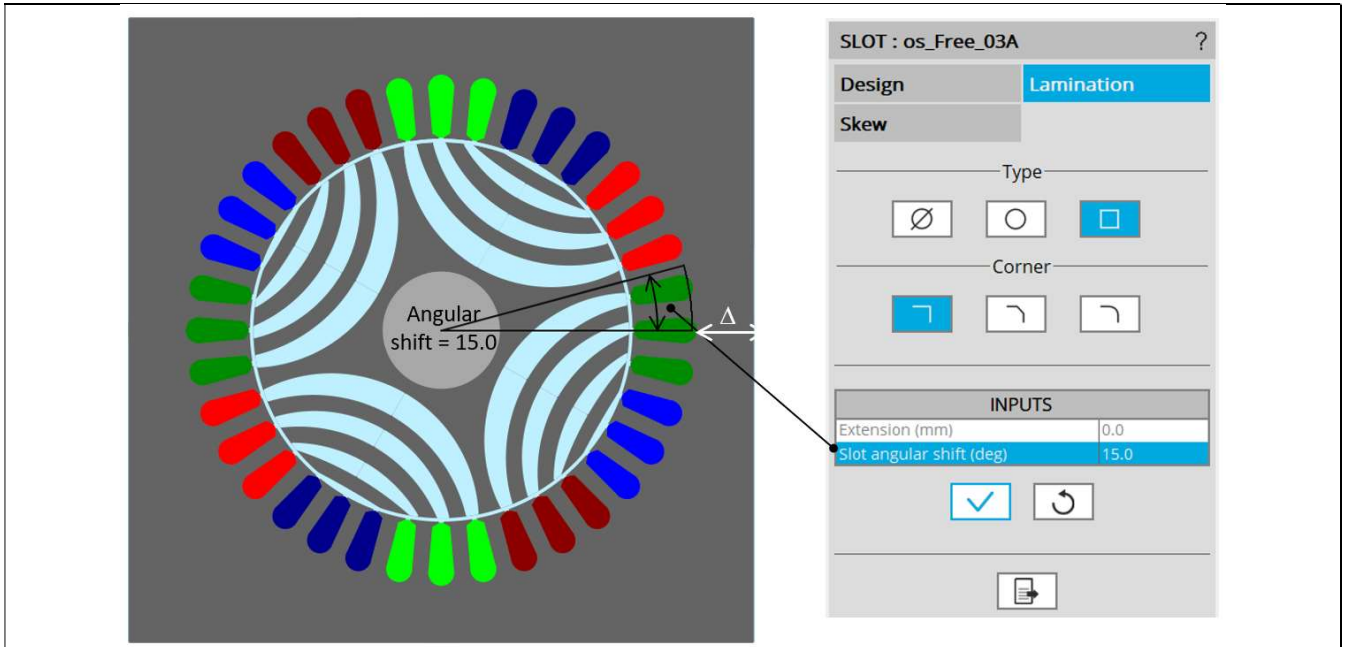 Angular
shift = 15.0
Δ
SLOT : os_Free_03A ?
Design Lamination
Skew
Type
Corner
INPUTS
Extension (mm) 0.0
Slot angular shift (deg) 15.0